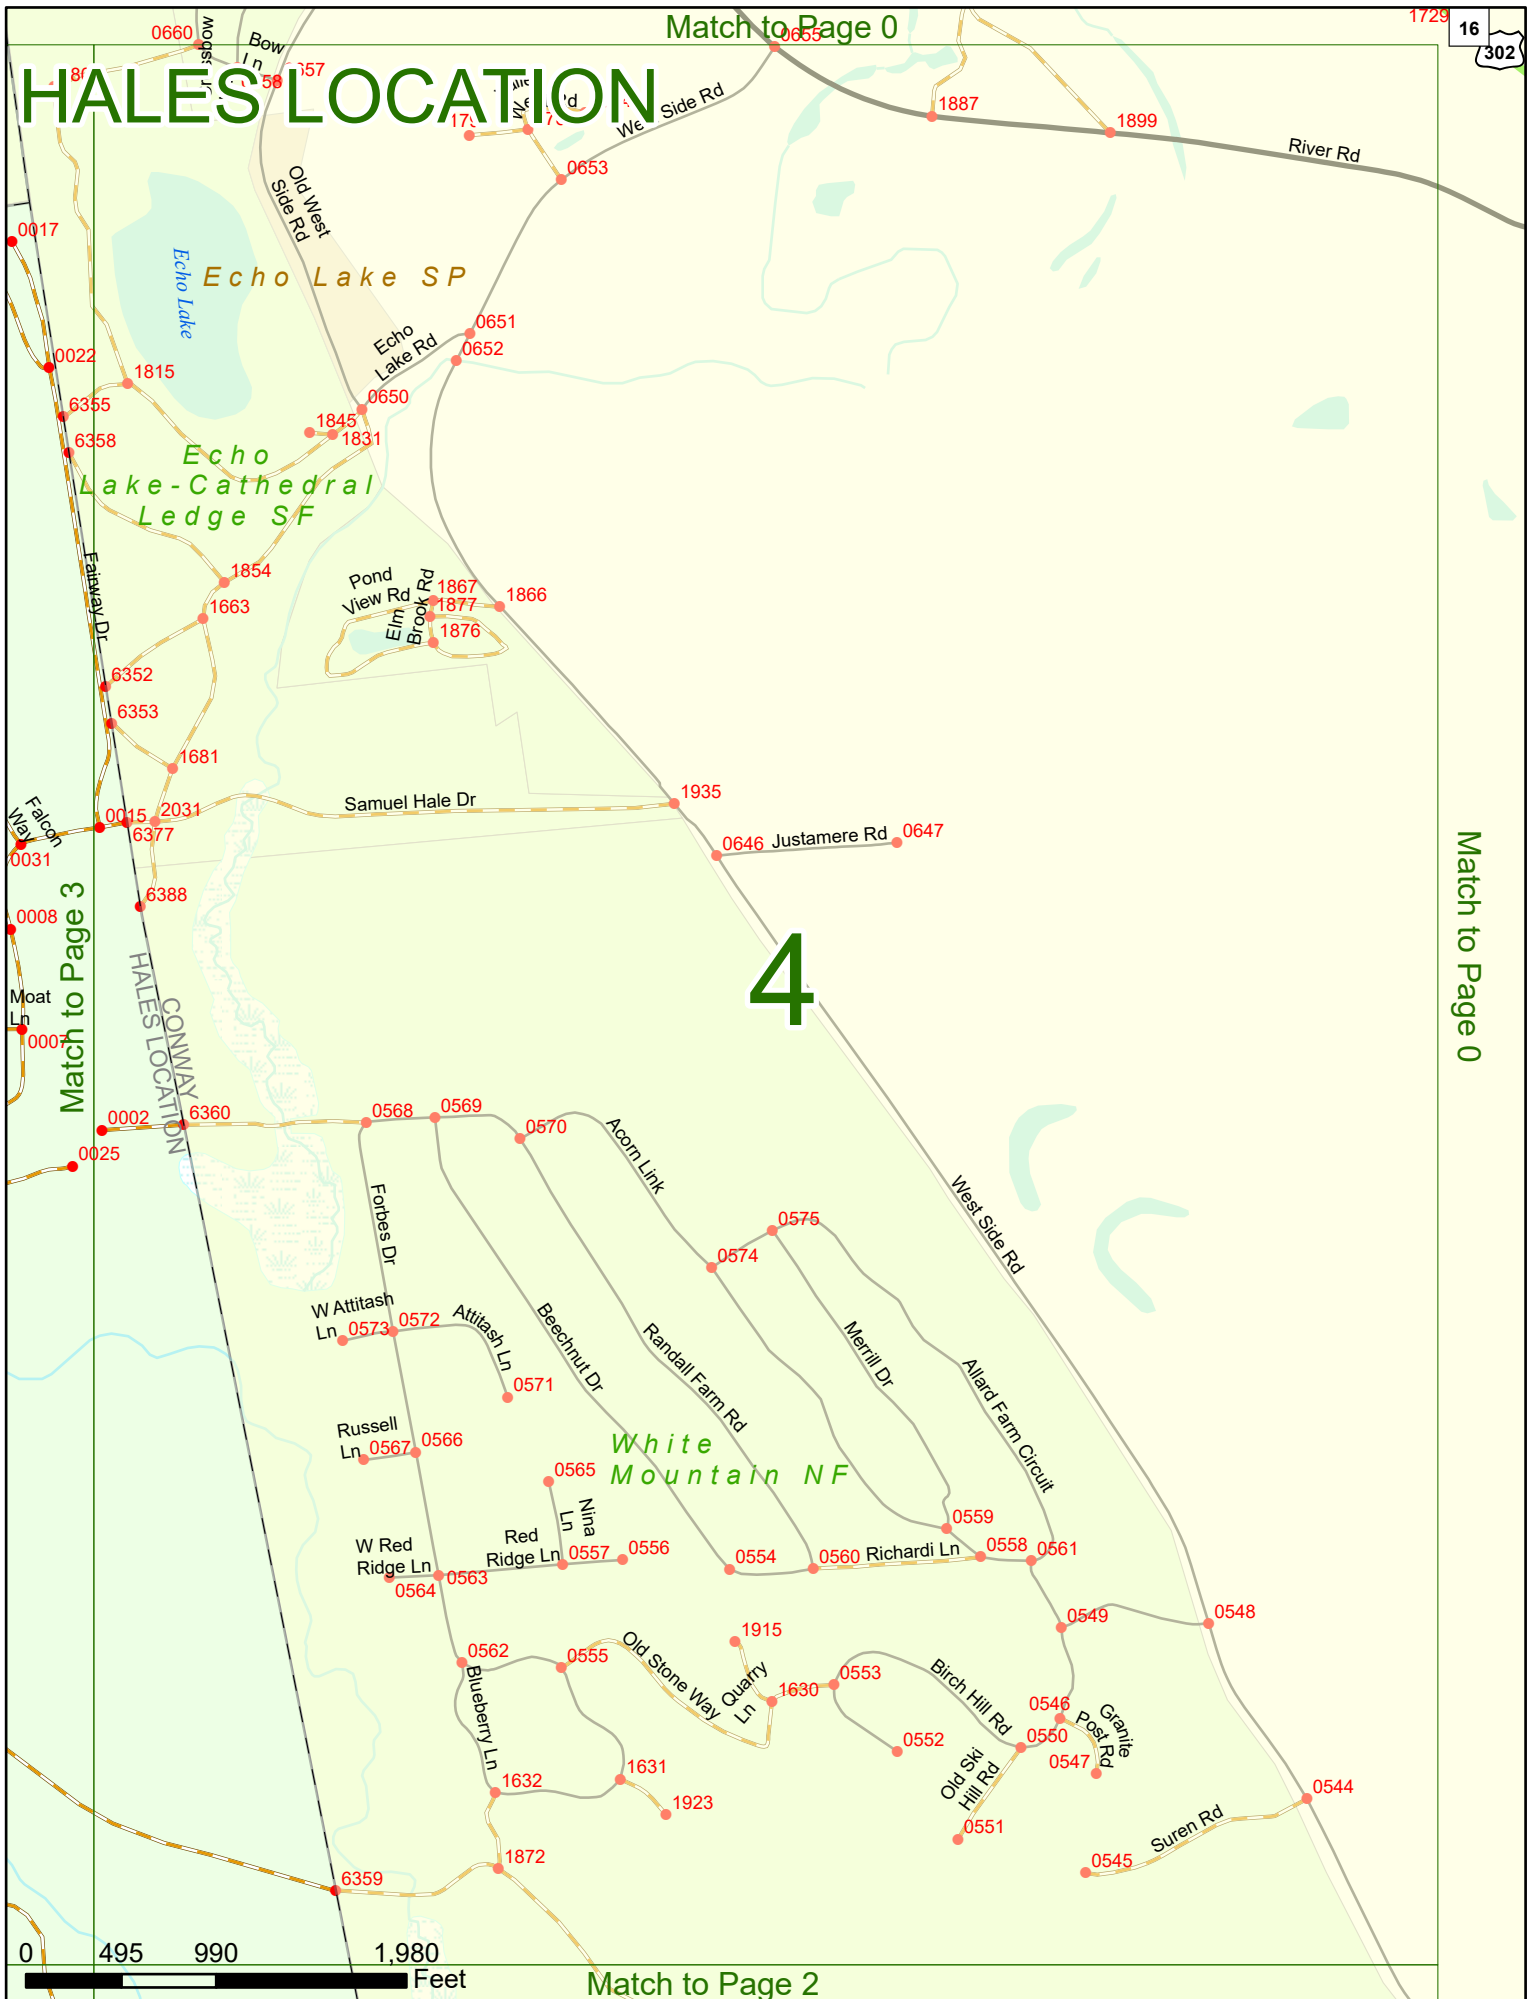 Match to Page 0
1729
16
302
0660
Bow
Ln
HALES LOCATION
0655
West Side Rd
1887
1899
River Rd
0653
Old West
Side Rd
0017
Echo Lake
Echo Lake SP
0651
Echo
Lake Rd
0652
0022
1815
0650
6355
1845
1831
6358
Echo
Lake-Cathedral
Ledge SF
Fairway Dr
1854
Pond
View Rd
Elm
Brook Rd
1867
1866
1877
1663
1876
6352
6353
1681
Falcon
Way
0015
2031
6377
Samuel Hale Dr
1935
0031
0646
Justamere Rd
0647
Match to Page 3
Match to Page 0
6388
0008
4
Moat
Ln
0007
CONWAY
HALES LOCATION
0002
6360
0568
0569
0570
0025
Acorn Link
Forbes Dr
West Side Rd
0575
0574
W Attitash
Ln
0573
0572
Attitash Ln
0571
Beechnut Dr
Randall Farm Rd
Merrill Dr
Allard Farm Circuit
Russell
Ln
0567
0566
White
Mountain NF
0565
Nina
Ln
0559
W Red
Ridge Ln
Red
Ridge Ln
0557
0556
0554
0560
Richardi Ln
0558
0561
0564
0563
0549
0548
0562
0555
Old Stone Way
1915
Quarry
Ln
1630
0553
Birch Hill Rd
Blueberry Ln
0546
Granite
Post Rd
0550
0552
0547
Old Ski
Hill Rd
1631
1632
0544
1923
0551
Suren Rd
0545
1872
6359
0 495 990 1,980
Feet
Match to Page 2